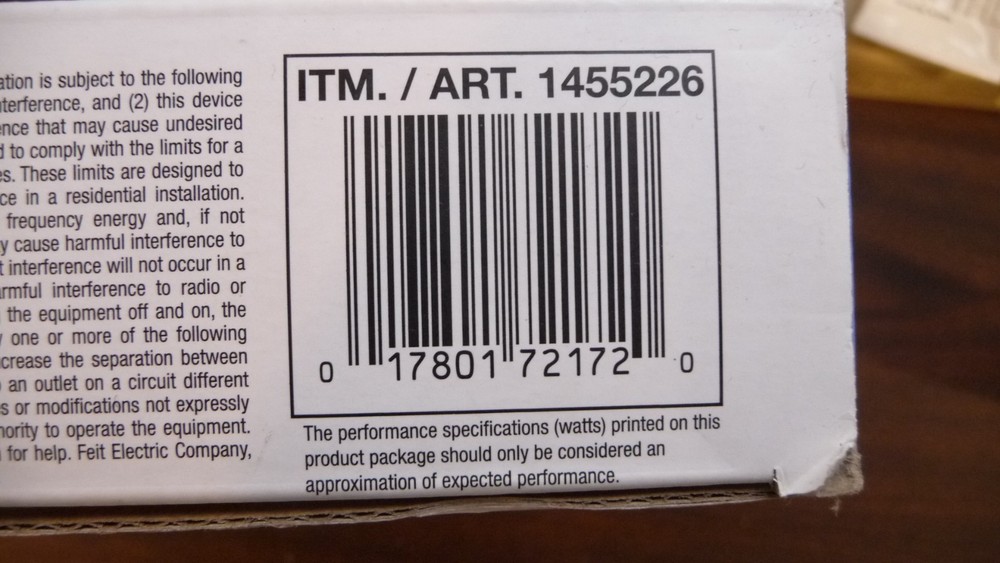 ation is subject to the following
terference, and (2) this device
ence that may cause undesired
to comply with the limits for a
es. These limits are designed to
ce in a residential installation.
frequency energy and, if not
y cause harmful interference to
t interference will not occur in a
rmful interference to radio or
the equipment off and on, the
one or more of the following
crease the separation between
an outlet on a circuit different
s or modifications not expressly
hority to operate the equipment.
for help. Feit Electric Company,
ITM. / ART. 1455226
0 17801 72172 0
The performance specifications (watts) printed on this
product package should only be considered an
approximation of expected performance.